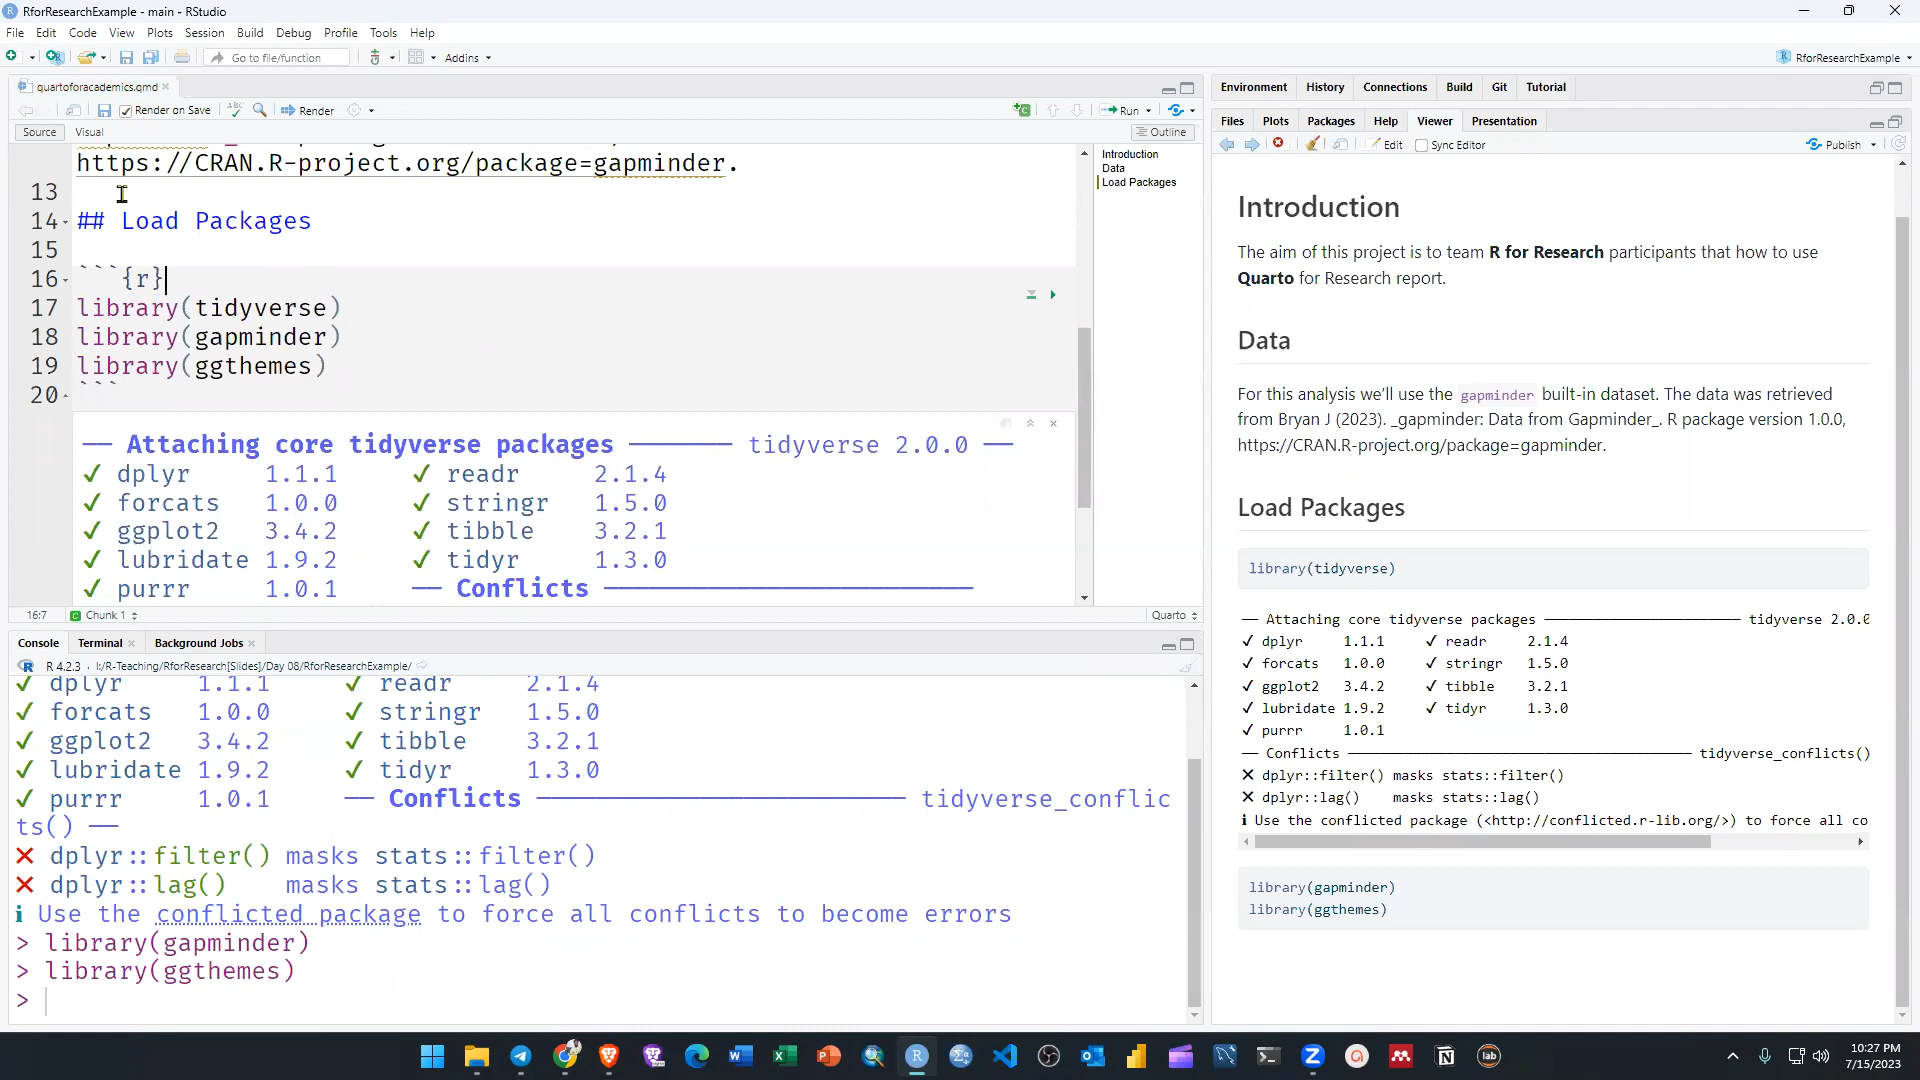 RforResearchExample - main - RStudio
File Edit Code View Plots Session Build Debug Profile Tools Help
Go to file/function Addins RforResearchExample
quartoforacademics.qmd
Render on Save Render Run
Source Visual Outline
https://CRAN.R-project.org/package=gapminder.
13
14 ## Load Packages
15
16 ```{r}
17 library(tidyverse)
18 library(gapminder)
19 library(ggthemes)
20 ```
── Attaching core tidyverse packages ─────── tidyverse 2.0.0 ──
✔ dplyr 1.1.1 ✔ readr 2.1.4
✔ forcats 1.0.0 ✔ stringr 1.5.0
✔ ggplot2 3.4.2 ✔ tibble 3.2.1
✔ lubridate 1.9.2 ✔ tidyr 1.3.0
✔ purrr 1.0.1 ── Conflicts ─────────────────────────
Introduction
Data
Load Packages
16:7 Chunk 1 Quarto
Console Terminal Background Jobs
R 4.2.3 · I:/R-Teaching/RforResearch[Slides]/Day 08/RforResearchExample/
✔ dplyr 1.1.1 ✔ readr 2.1.4
✔ forcats 1.0.0 ✔ stringr 1.5.0
✔ ggplot2 3.4.2 ✔ tibble 3.2.1
✔ lubridate 1.9.2 ✔ tidyr 1.3.0
✔ purrr 1.0.1 ── Conflicts ───────────────────────── tidyverse_conflic
ts() ──
✖ dplyr::filter() masks stats::filter()
✖ dplyr::lag() masks stats::lag()
ℹ Use the conflicted package to force all conflicts to become errors
> library(gapminder)
> library(ggthemes)
>
Environment History Connections Build Git Tutorial
Files Plots Packages Help Viewer Presentation
Edit Sync Editor Publish
Introduction
The aim of this project is to team R for Research participants that how to use
Quarto for Research report.
Data
For this analysis we’ll use the gapminder built-in dataset. The data was retrieved
from Bryan J (2023). _gapminder: Data from Gapminder_. R package version 1.0.0,
https://CRAN.R-project.org/package=gapminder.
Load Packages
library(tidyverse)
── Attaching core tidyverse packages ─────────────────────── tidyverse 2.0.0
✔ dplyr 1.1.1 ✔ readr 2.1.4
✔ forcats 1.0.0 ✔ stringr 1.5.0
✔ ggplot2 3.4.2 ✔ tibble 3.2.1
✔ lubridate 1.9.2 ✔ tidyr 1.3.0
✔ purrr 1.0.1
── Conflicts ───────────────────────────────────────── tidyverse_conflicts()
✖ dplyr::filter() masks stats::filter()
✖ dplyr::lag() masks stats::lag()
ℹ Use the conflicted package (<http://conflicted.r-lib.org/>) to force all co
library(gapminder)
library(ggthemes)
lab
10:27 PM
7/15/2023